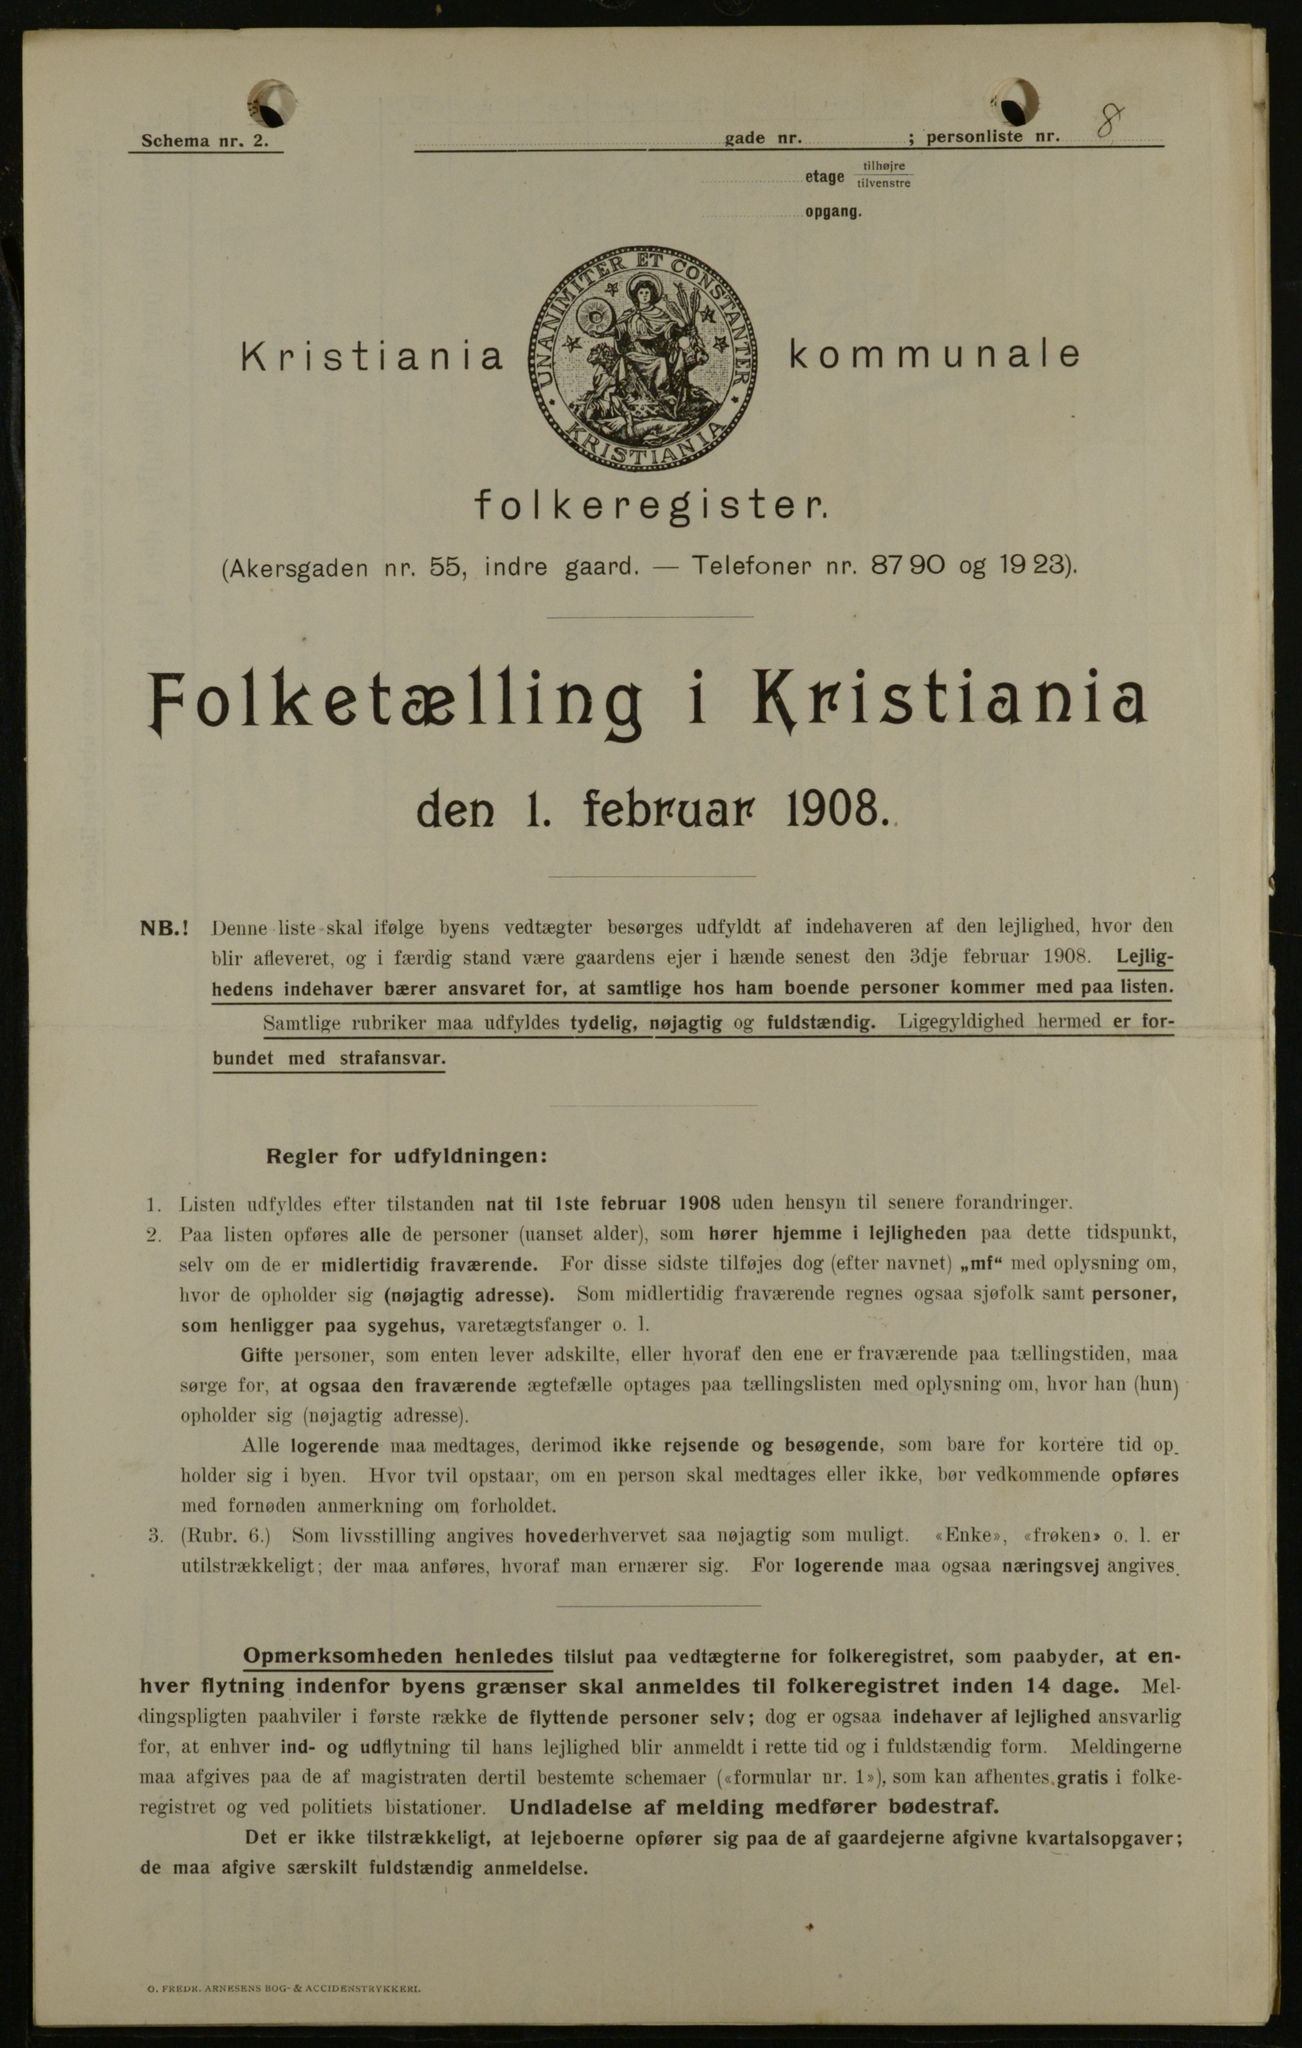 Schema nr. 2.
gade nr. ; personliste nr. 8
etage tilhøjre
tilvenstre
opgang.
UNANIMITER ET CONSTANTER
KRISTIANIA
Kristiania kommunale
folkeregister.
(Akersgaden nr. 55, indre gaard. — Telefoner nr. 87 90 og 19 23).
Folketælling i Kristiania
den 1. februar 1908.
NB.! Denne liste skal ifølge byens vedtægter besørges udfyldt af indehaveren af den lejlighed, hvor den
blir afleveret, og i færdig stand være gaardens ejer i hænde senest den 3dje februar 1908. Lejlig-
hedens indehaver bærer ansvaret for, at samtlige hos ham boende personer kommer med paa listen.
Samtlige rubriker maa udfyldes tydelig, nøjagtig og fuldstændig. Ligegyldighed hermed er for-
bundet med strafansvar.
Regler for udfyldningen:
1. Listen udfyldes efter tilstanden nat til 1ste februar 1908 uden hensyn til senere forandringer.
2. Paa listen opføres alle de personer (uanset alder), som hører hjemme i lejligheden paa dette tidspunkt,
selv om de er midlertidig fraværende. For disse sidste tilføjes dog (efter navnet) „mf“ med oplysning om,
hvor de opholder sig (nøjagtig adresse). Som midlertidig fraværende regnes ogsaa sjøfolk samt personer,
som henligger paa sygehus, varetægtsfanger o. l.
Gifte personer, som enten lever adskilte, eller hvoraf den ene er fraværende paa tællingstiden, maa
sørge for, at ogsaa den fraværende ægtefælle optages paa tællingslisten med oplysning om, hvor han (hun)
opholder sig (nøjagtig adresse).
Alle logerende maa medtages, derimod ikke rejsende og besøgende, som bare for kortere tid op-
holder sig i byen. Hvor tvil opstaar, om en person skal medtages eller ikke, bør vedkommende opføres
med fornøden anmerkning om forholdet.
3. (Rubr. 6.) Som livsstilling angives hovederhvervet saa nøjagtig som muligt. «Enke», «frøken» o. l. er
utilstrækkeligt; der maa anføres, hvoraf man ernærer sig. For logerende maa ogsaa næringsvej angives.
Opmerksomheden henledes tilslut paa vedtægterne for folkeregistret, som paabyder, at en-
hver flytning indenfor byens grænser skal anmeldes til folkeregistret inden 14 dage. Mel-
dingspligten paahviler i første række de flyttende personer selv; dog er ogsaa indehaver af lejlighed ansvarlig
for, at enhver ind- og udflytning til hans lejlighed blir anmeldt i rette tid og i fuldstændig form. Meldingerne
maa afgives paa de af magistraten dertil bestemte schemaer («formular nr. 1»), som kan afhentes gratis i folke-
registret og ved politiets bistationer. Undladelse af melding medfører bødestraf.
Det er ikke tilstrækkeligt, at lejeboerne opfører sig paa de af gaardejerne afgivne kvartalsopgaver;
de maa afgive særskilt fuldstændig anmeldelse.
O. FREDR. ARNESENS BOG- & ACCIDENSTRYKKERI.